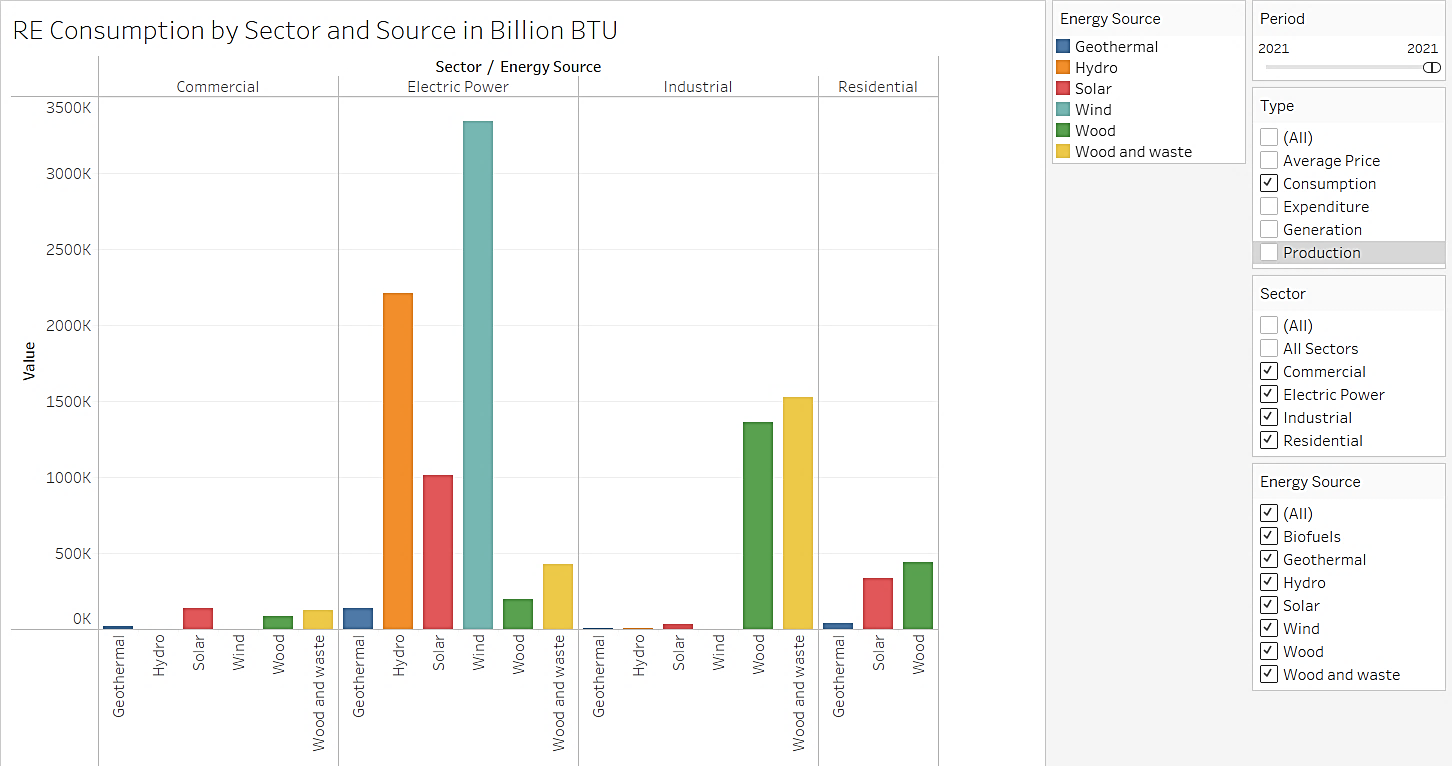 RE Consumption by Sector and Source in Billion BTU
Sector / Energy Source
Commercial
Electric Power
Industrial
Residential
Value
3500K
3000K
2500K
2000K
1500K
1000K
500K
0K
Geothermal
Hydro
Solar
Wind
Wood
Wood and waste
Geothermal
Hydro
Solar
Wind
Wood
Wood and waste
Geothermal
Hydro
Solar
Wind
Wood
Wood and waste
Geothermal
Solar
Wood
Energy Source
Geothermal
Hydro
Solar
Wind
Wood
Wood and waste
Period
2021 2021
Type
(All)
Average Price
Consumption
Expenditure
Generation
Production
Sector
(All)
All Sectors
Commercial
Electric Power
Industrial
Residential
Energy Source
(All)
Biofuels
Geothermal
Hydro
Solar
Wind
Wood
Wood and waste